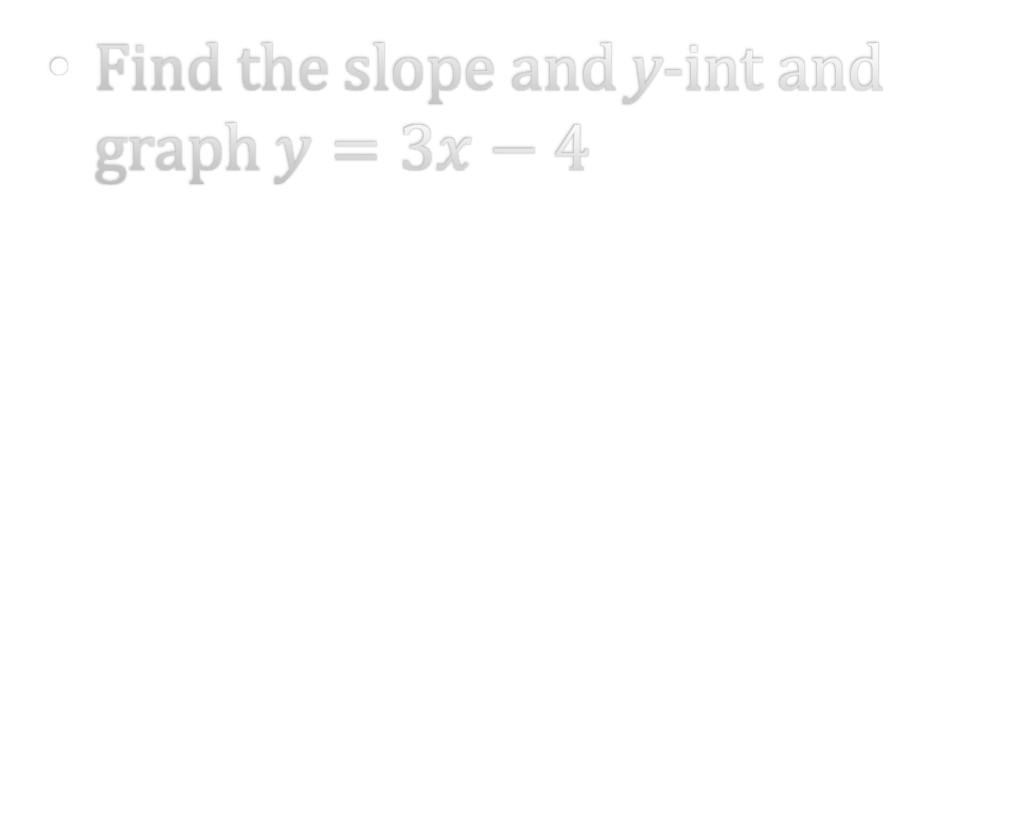 Find the slope and y-int and
graph y = 3x − 4